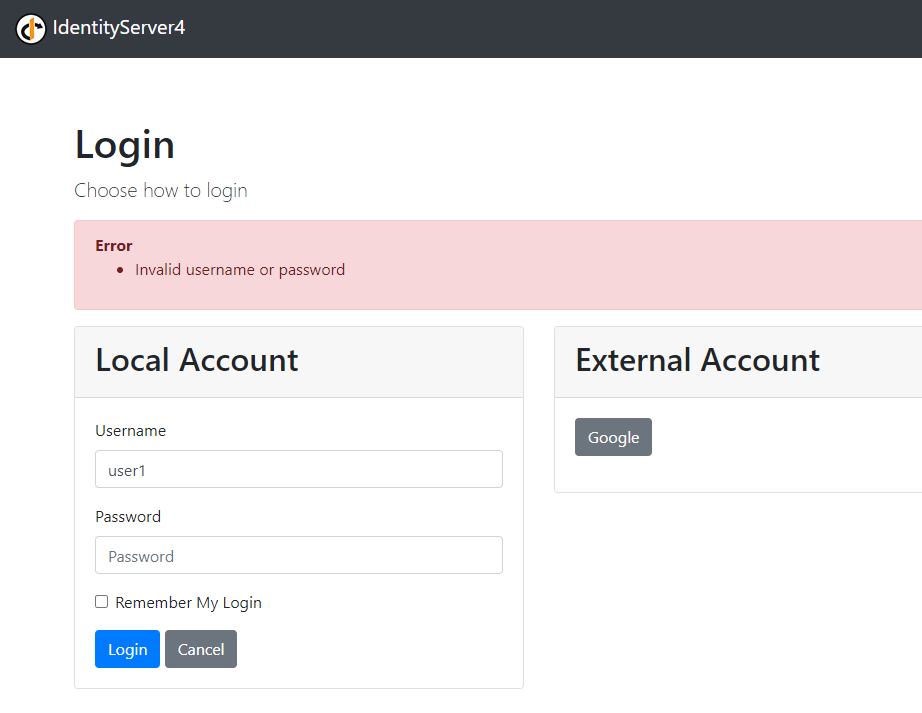 IdentityServer4
Login
Choose how to login
Error
Invalid username or password
Local Account
Username
user1
Password
Password
Remember My Login
Login Cancel
External Account
Google